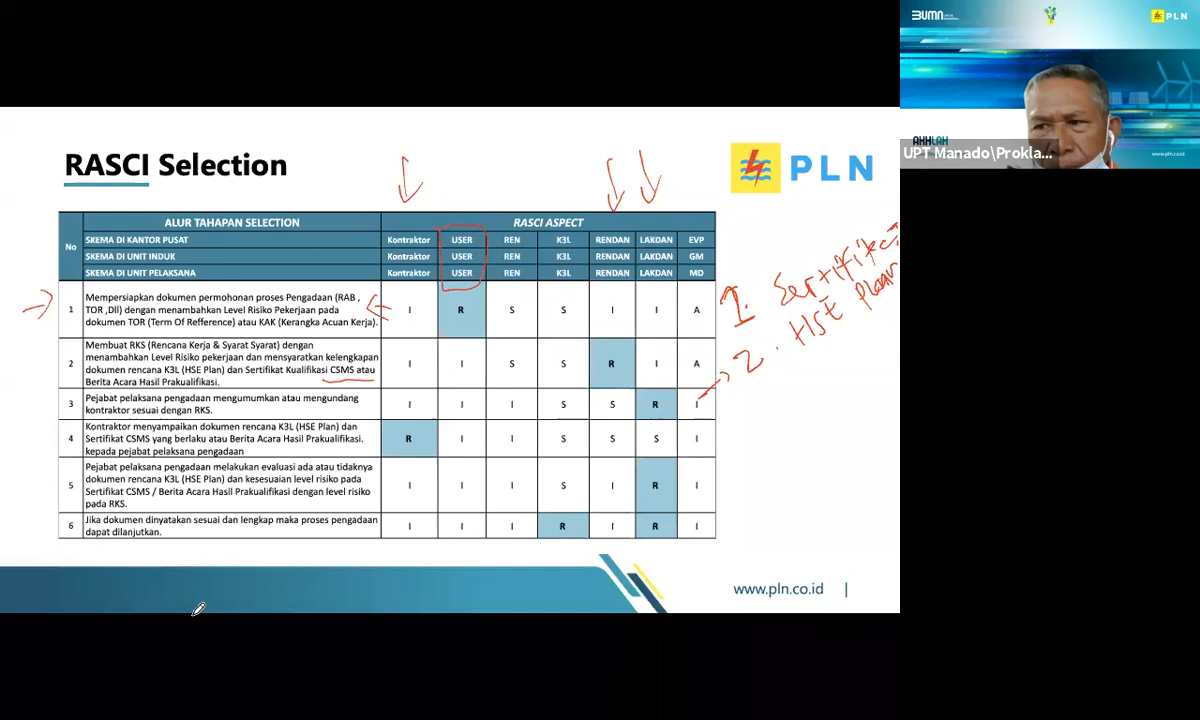 BUMN
PLN
AKHLAK
www.pln.co.id
UPT Manado\Prokla...
RASCI Selection
PLN
No
ALUR TAHAPAN SELECTION
RASCI ASPECT
SKEMA DI KANTOR PUSAT Kontraktor USER REN K3L RENDAN LAKDAN EVP
SKEMA DI UNIT INDUK Kontraktor USER REN K3L RENDAN LAKDAN GM
SKEMA DI UNIT PELAKSANA Kontraktor USER REN K3L RENDAN LAKDAN MD
1 Mempersiapkan dokumen permohonan proses Pengadaan (RAB ,
TOR ,Dll) dengan menambahkan Level Risiko Pekerjaan pada
dokumen TOR (Term Of Refference) atau KAK (Kerangka Acuan Kerja).
I R S S I I A
2 Membuat RKS (Rencana Kerja & Syarat Syarat) dengan
menambahkan Level Risiko pekerjaan dan mensyaratkan kelengkapan
dokumen rencana K3L (HSE Plan) dan Sertifikat Kualifikasi CSMS atau
Berita Acara Hasil Prakualifikasi.
I I S S R I A
3 Pejabat pelaksana pengadaan mengumumkan atau mengundang
kontraktor sesuai dengan RKS.
I I I S S R I
4 Kontraktor menyampaikan dokumen rencana K3L (HSE Plan) dan
Sertifikat CSMS yang berlaku atau Berita Acara Hasil Prakualifikasi.
kepada pejabat pelaksana pengadaan
R I I S S S I
5 Pejabat pelaksana pengadaan melakukan evaluasi ada atau tidaknya
dokumen rencana K3L (HSE Plan) dan kesesuaian level risiko pada
Sertifikat CSMS / Berita Acara Hasil Prakualifikasi dengan level risiko
pada RKS.
I I I S I R I
6 Jika dokumen dinyatakan sesuai dan lengkap maka proses pengadaan
dapat dilanjutkan.
I I I R I R I
1. Sertifikat
2. HSE Plan
www.pln.co.id |